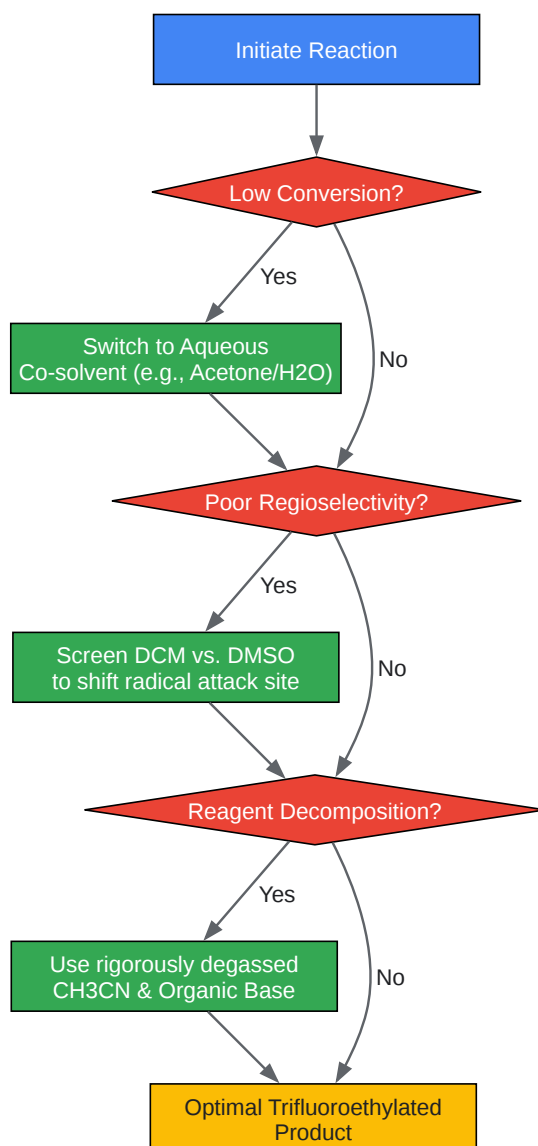 Initiate Reaction
Low Conversion?
Yes
Switch to Aqueous
Co-solvent (e.g., Acetone/H2O)
No
Poor Regioselectivity?
Yes
Screen DCM vs. DMSO
to shift radical attack site
No
Reagent Decomposition?
Yes
Use rigorously degassed
CH3CN & Organic Base
No
Optimal Trifluoroethylated
Product